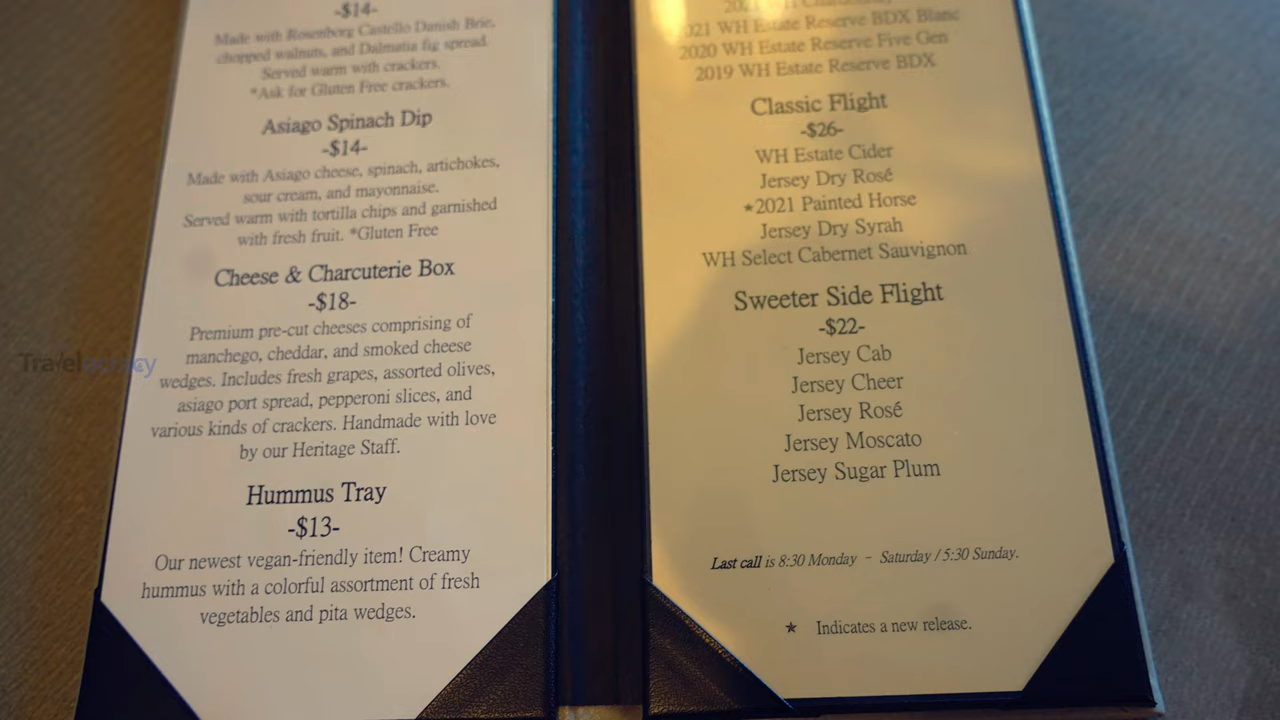 -$14-
Made with Rosenborg Castello Danish Brie,
chopped walnuts, and Dalmatia fig spread.
Served warm with crackers.
*Ask for Gluten Free crackers.
Asiago Spinach Dip
-$14-
Made with Asiago cheese, spinach, artichokes,
sour cream, and mayonnaise.
Served warm with tortilla chips and garnished
with fresh fruit. *Gluten Free
Cheese & Charcuterie Box
-$18-
Premium pre-cut cheeses comprising of
manchego, cheddar, and smoked cheese
wedges. Includes fresh grapes, assorted olives,
asiago port spread, pepperoni slices, and
various kinds of crackers. Handmade with love
by our Heritage Staff.
Hummus Tray
-$13-
Our newest vegan-friendly item! Creamy
hummus with a colorful assortment of fresh
vegetables and pita wedges.
2021 WH Estate Reserve BDX Blanc
2020 WH Estate Reserve Five Gen
2019 WH Estate Reserve BDX
Classic Flight
-$26-
WH Estate Cider
Jersey Dry Rosé
★2021 Painted Horse
Jersey Dry Syrah
WH Select Cabernet Sauvignon
Sweeter Side Flight
-$22-
Jersey Cab
Jersey Cheer
Jersey Rosé
Jersey Moscato
Jersey Sugar Plum
Last call is 8:30 Monday – Saturday / 5:30 Sunday.
★ Indicates a new release.